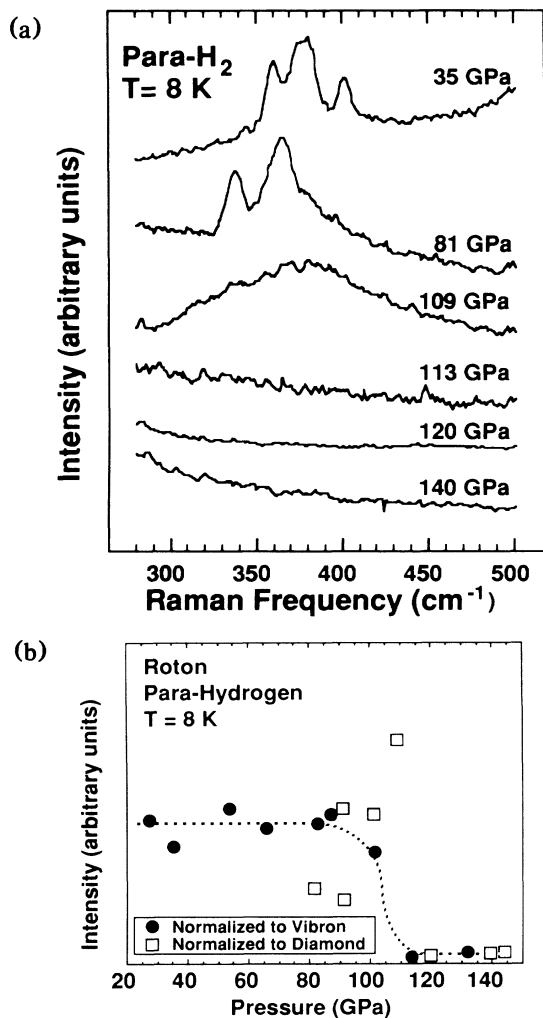 (a)
Para-H2
T= 8 K
35 GPa
81 GPa
109 GPa
113 GPa
120 GPa
140 GPa
Intensity (arbitrary units)
300 350 400 450 500
Raman Frequency (cm-1)
(b)
Roton
Para-Hydrogen
T = 8 K
Intensity (arbitrary units)
Normalized to Vibron
Normalized to Diamond
20 40 60 80 100 120 140
Pressure (GPa)